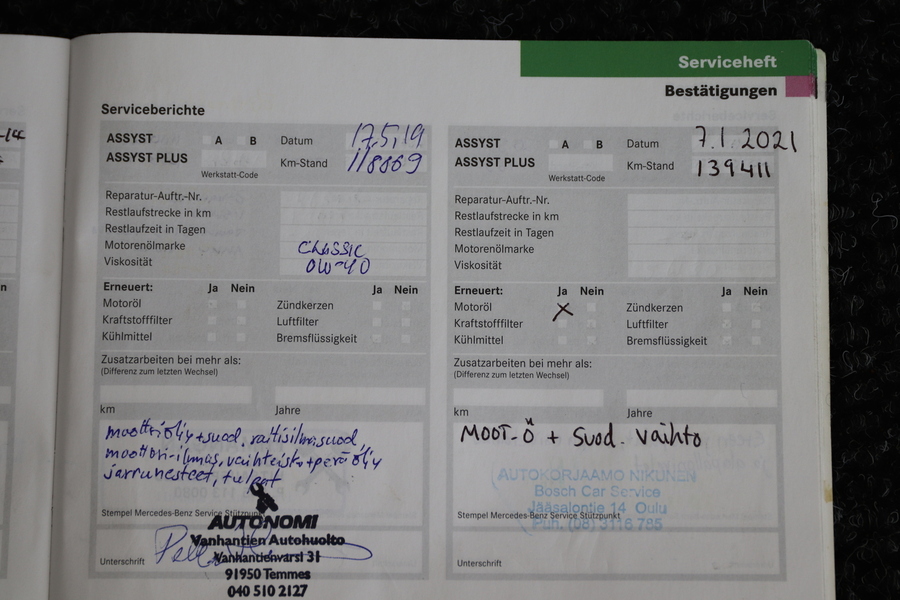 Serviceheft
Bestätigungen
Serviceberichte
ASSYST A B Datum 17.5.19
ASSYST PLUS Km-Stand 118869
Werkstatt-Code
Reparatur-Auftr.-Nr.
Restlaufstrecke in km
Restlaufzeit in Tagen
Motorenölmarke CLASSIC
Viskosität 0W-40
Erneuert: Ja Nein Ja Nein
Motoröl Zündkerzen
Kraftstofffilter Luftfilter
Kühlmittel Bremsflüssigkeit
Zusatzarbeiten bei mehr als:
(Differenz zum letzten Wechsel)
km Jahre
moottoriöljy+suod, raitisilmasuod,
moottori-ilmas, vaihteisto+peräöljy
jarrunesteet, tulpat
Stempel Mercedes-Benz Service Stützpunkt
AUTONOMI
Vanhantien Autohuolto
Vanhantienvarsi 31
Unterschrift
91950 Temmes
040 510 2127
ASSYST A B Datum 7.1.2021
ASSYST PLUS Km-Stand 139411
Werkstatt-Code
Reparatur-Auftr.-Nr.
Restlaufstrecke in km
Restlaufzeit in Tagen
Motorenölmarke
Viskosität
Erneuert: Ja Nein Ja Nein
Motoröl X Zündkerzen
Kraftstofffilter Luftfilter
Kühlmittel Bremsflüssigkeit
Zusatzarbeiten bei mehr als:
(Differenz zum letzten Wechsel)
km Jahre
MOOT-Ö + Suod. vaihto
AUTOKORJAAMO NIKUNEN
Bosch Car Service
Jääsalontie 14 Oulu
Stempel Mercedes-Benz Service Stützpunkt
Puh. (08) 3116 785
Unterschrift